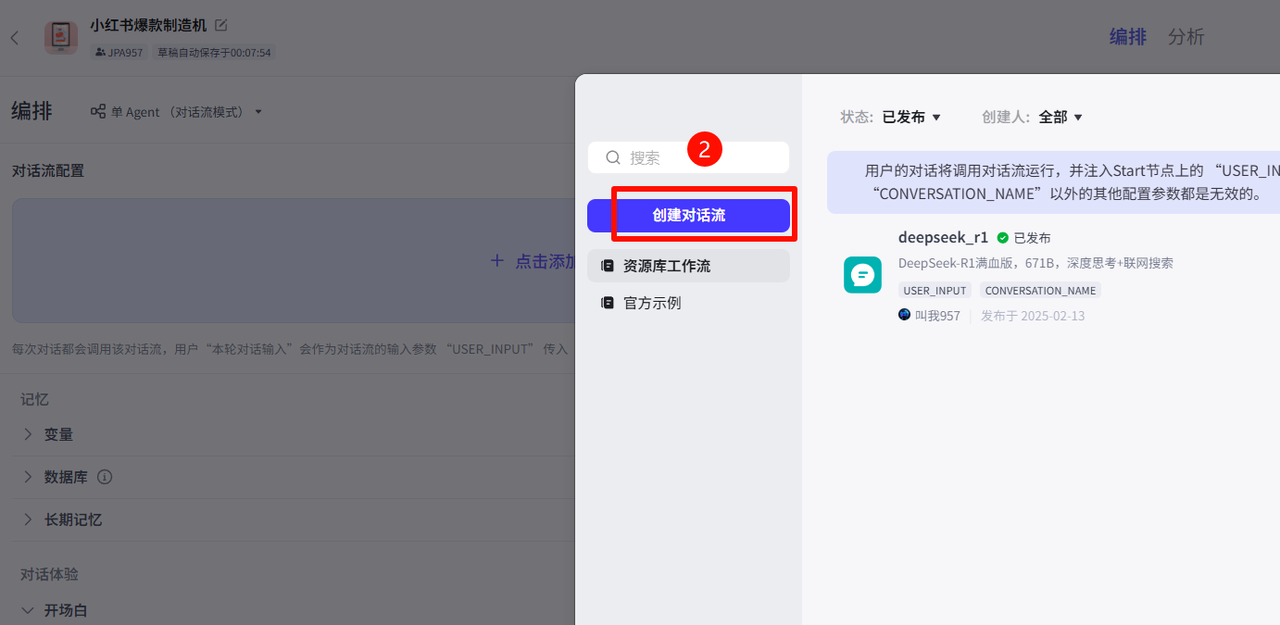 小红书爆款制造机
JPA957 草稿自动保存于00:07:54
编排 分析
编排 单 Agent （对话流模式）
对话流配置
点击添加
每次对话都会调用该对话流，用户“本轮对话输入”会作为对话流的输入参数 “USER_INPUT” 传入
记忆
变量
数据库
长期记忆
对话体验
开场白
搜索
2
创建对话流
资源库工作流
官方示例
状态: 已发布 创建人: 全部
用户的对话将调用对话流运行，并注入Start节点上的 “USER_IN
“CONVERSATION_NAME” 以外的其他配置参数都是无效的。
deepseek_r1 已发布
DeepSeek-R1满血版，671B，深度思考+联网搜索
USER_INPUT CONVERSATION_NAME
叫我957 发布于 2025-02-13